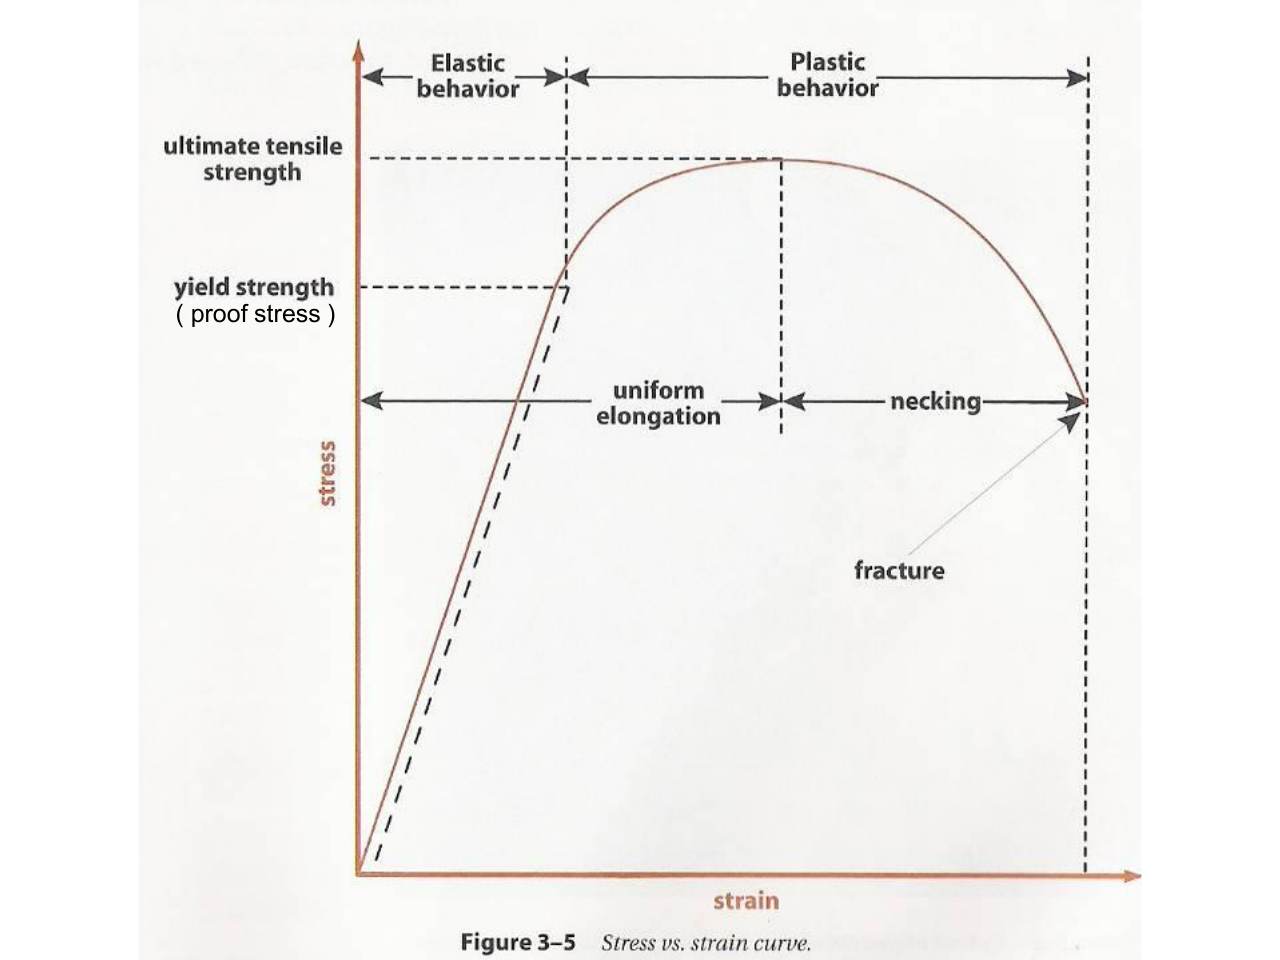 Elastic
behavior
Plastic
behavior
ultimate tensile
strength
yield strength
( proof stress )
uniform
elongation
necking
stress
fracture
strain
Figure 3–5 Stress vs. strain curve.